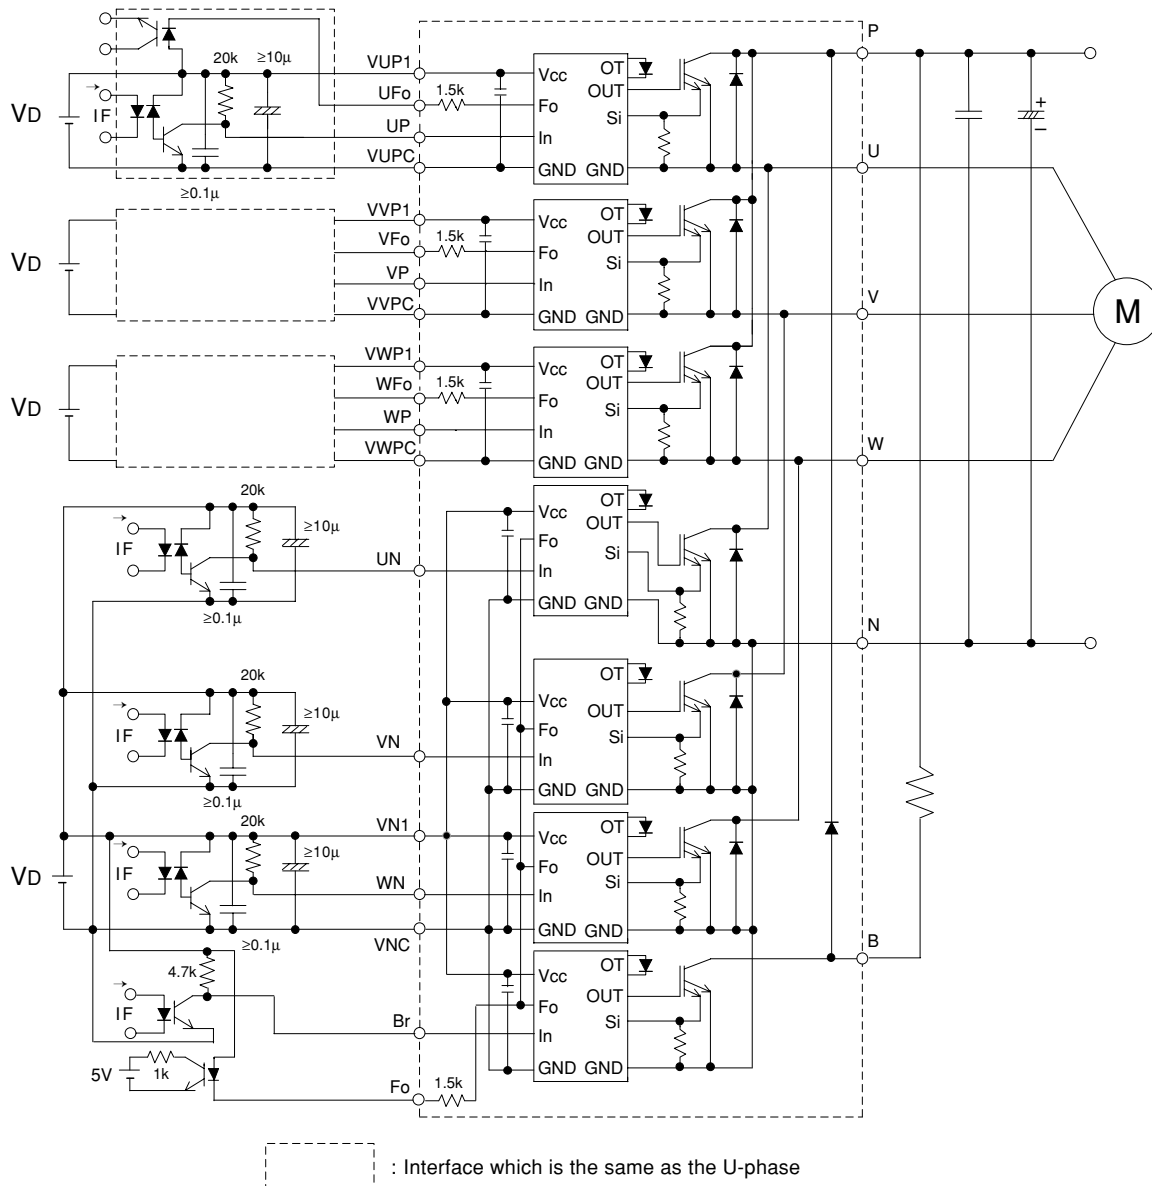 P
20k
≥10μ
VUP1
Vcc
OT
OUT
UFo
1.5k
Fo
Si
VD
IF
UP
In
VUPC
GND GND
U
≥0.1μ
VVP1
Vcc
OT
OUT
VFo
1.5k
Fo
Si
VD
VP
In
VVPC
GND GND
V
M
VWP1
Vcc
OT
OUT
WFo
1.5k
Fo
Si
VD
WP
In
VWPC
GND GND
W
20k
≥10μ
IF
UN
Vcc
OT
OUT
Fo
Si
In
GND GND
≥0.1μ
N
20k
≥10μ
IF
VN
Vcc
OT
OUT
Fo
Si
In
GND GND
≥0.1μ
20k
≥10μ
VN1
Vcc
OT
OUT
Fo
Si
VD
IF
WN
In
GND GND
≥0.1μ
VNC
B
4.7k
IF
Vcc
OT
OUT
Fo
Si
Br
In
GND GND
5V
1k
Fo
1.5k
+
–
: Interface which is the same as the U-phase